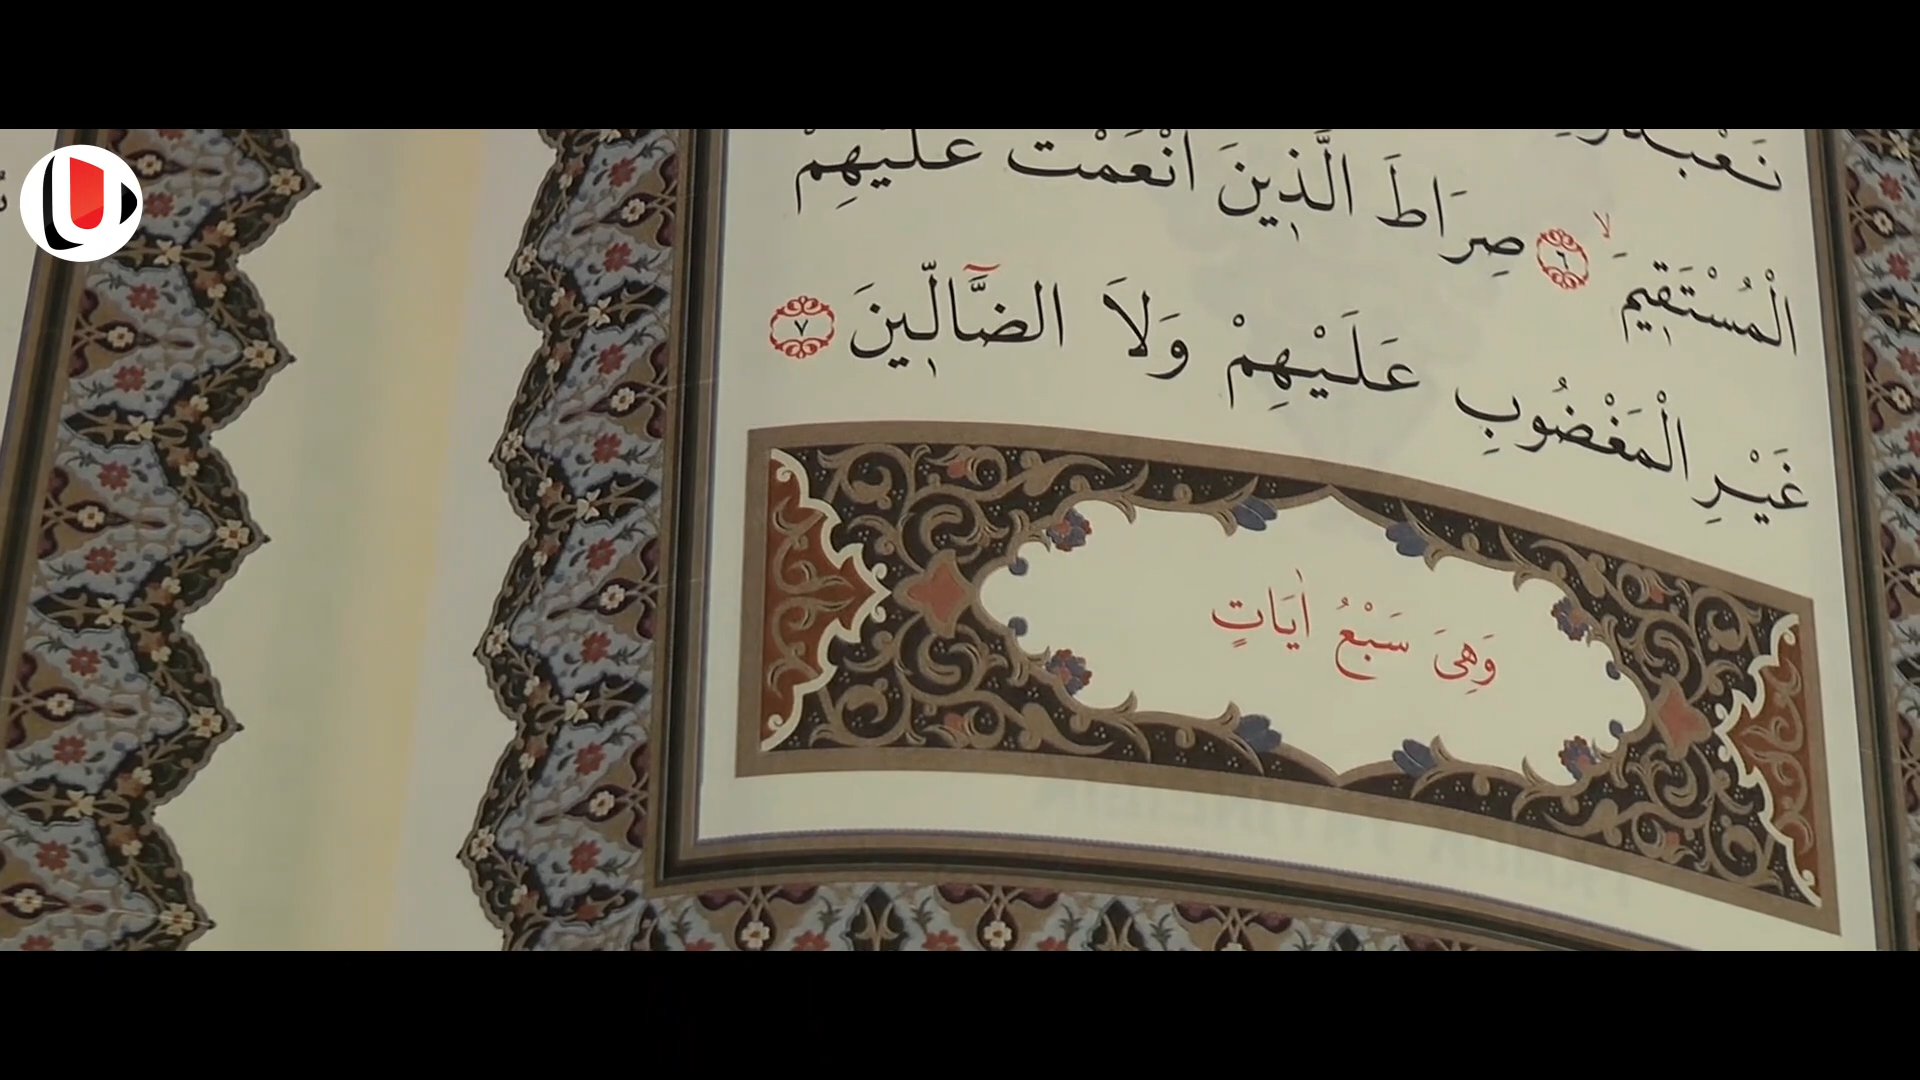 الْمُسْتَقِيمَ ۙ ٦ صِرَاطَ الَّذِينَ أَنْعَمْتَ عَلَيْهِمْ
غَيْرِ الْمَغْضُوبِ عَلَيْهِمْ وَلَا الضَّٓالِّينَ ٧
وَهِيَ سَبْعُ اٰيَاتٍ